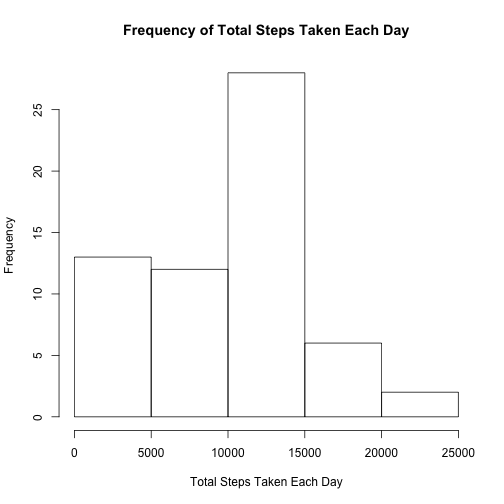 Frequency of Total Steps Taken Each Day
Frequency
25
20
15
10
5
0
0 5000 10000 15000 20000 25000
Total Steps Taken Each Day